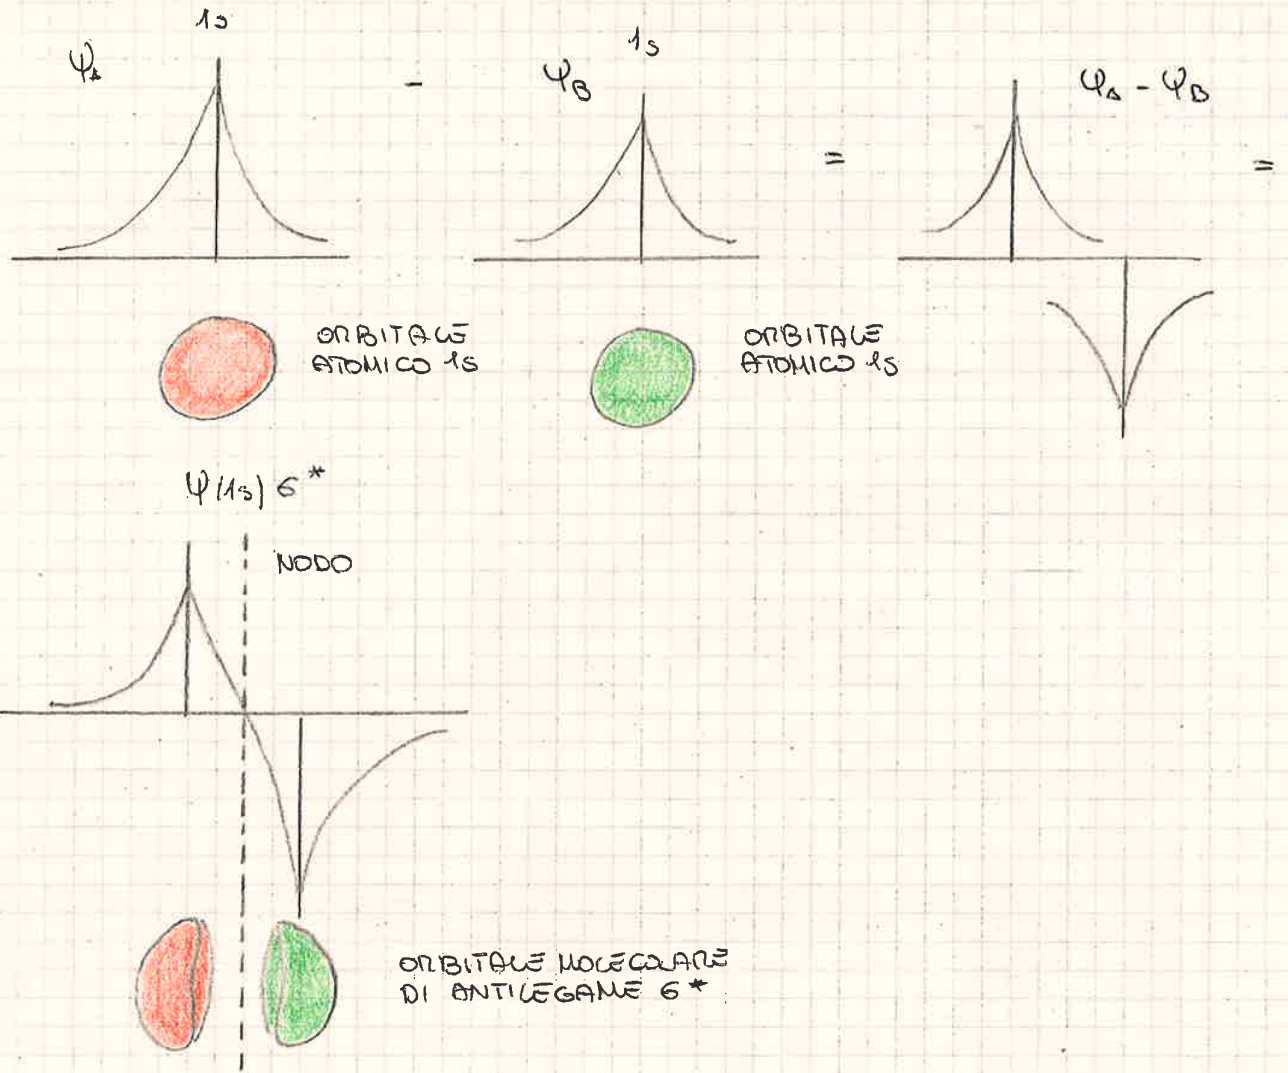 1s
1s
ΨA - ΨB = ΨA - ΨB =
ORBITALE
ATOMICO 1s
ORBITALE
ATOMICO 1s
Ψ(1s) σ*
NODO
ORBITALE MOLECOLARE
DI ANTILEGAME σ*